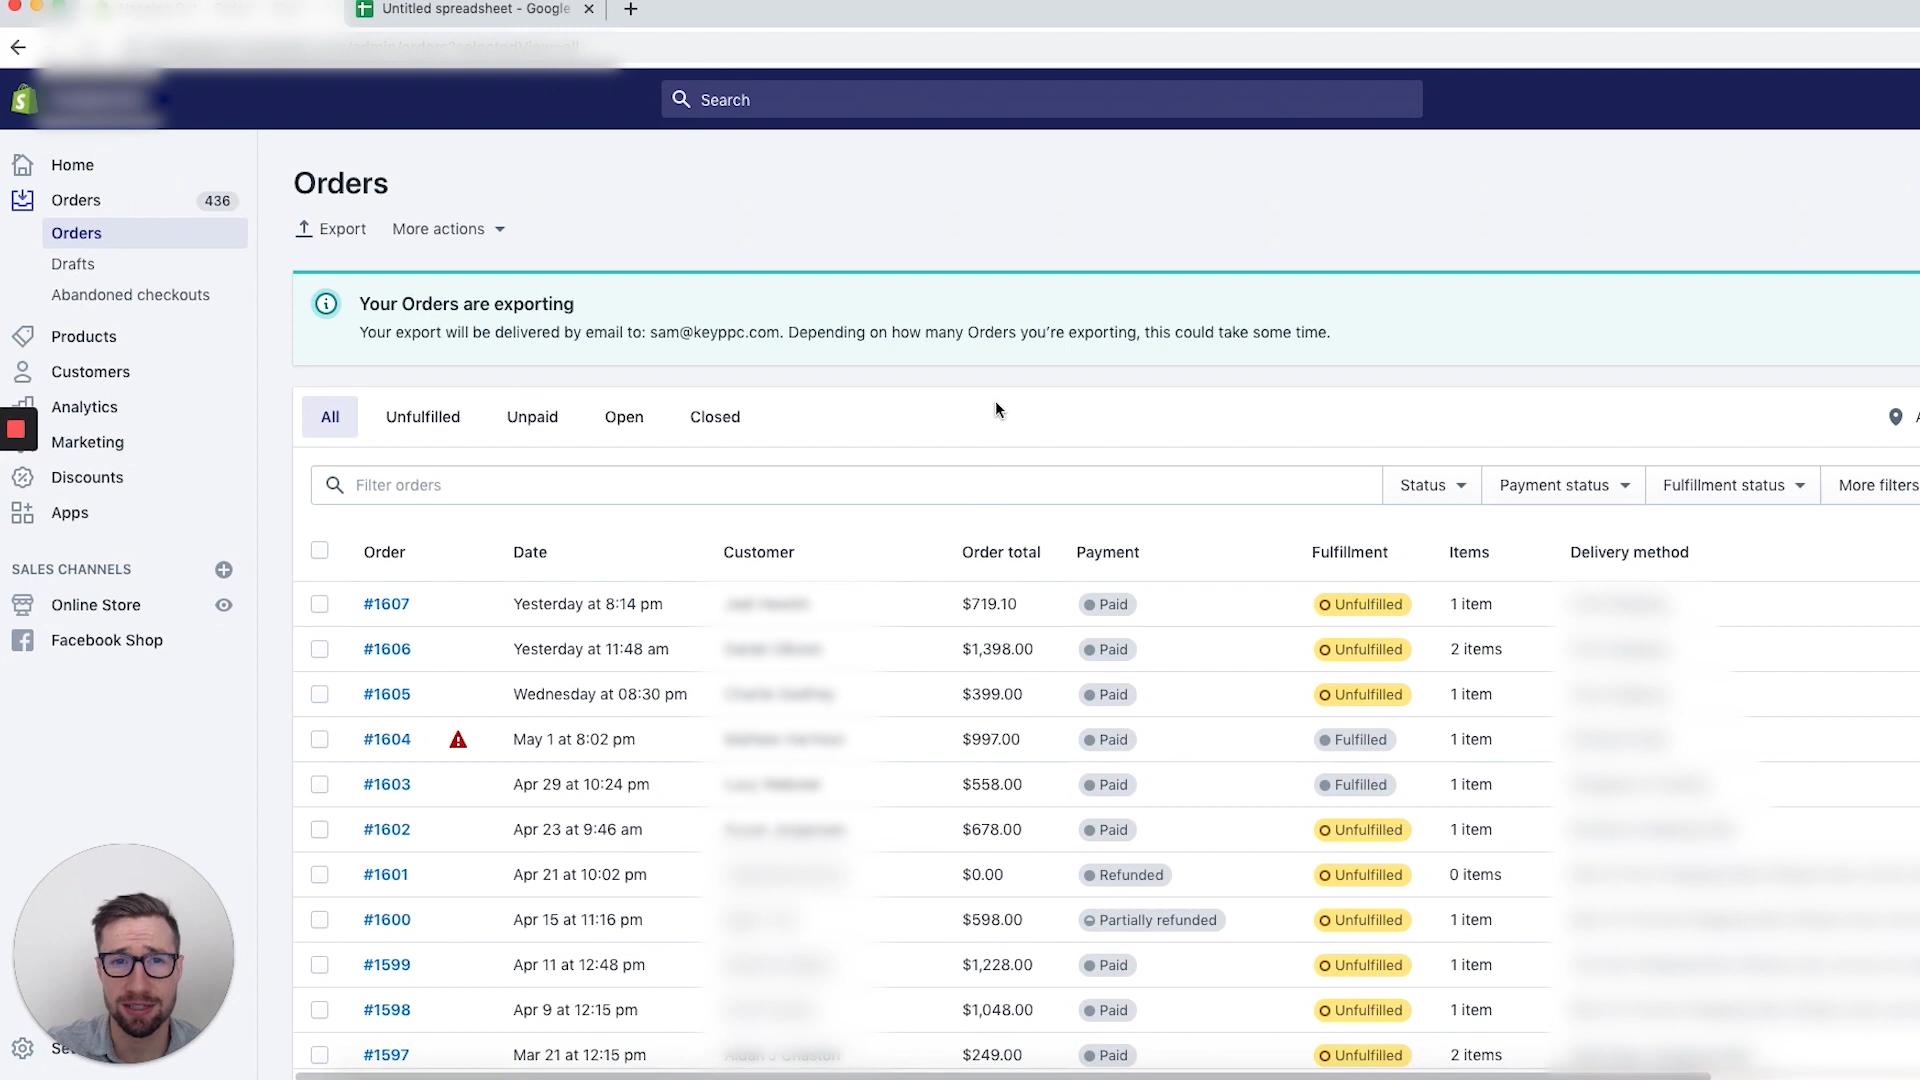 Untitled spreadsheet - Google
Search
Home
Orders 436
Orders
Drafts
Abandoned checkouts
Products
Customers
Analytics
Marketing
Discounts
Apps
SALES CHANNELS
Online Store
Facebook Shop
Orders
Export More actions
Your Orders are exporting
Your export will be delivered by email to: sam@keyppc.com. Depending on how many Orders you're exporting, this could take some time.
All Unfulfilled Unpaid Open Closed
Filter orders Status Payment status Fulfillment status More filters
Order Date Customer Order total Payment Fulfillment Items Delivery method
#1607 Yesterday at 8:14 pm $719.10 Paid Unfulfilled 1 item
#1606 Yesterday at 11:48 am $1,398.00 Paid Unfulfilled 2 items
#1605 Wednesday at 08:30 pm $399.00 Paid Unfulfilled 1 item
#1604 May 1 at 8:02 pm $997.00 Paid Fulfilled 1 item
#1603 Apr 29 at 10:24 pm $558.00 Paid Fulfilled 1 item
#1602 Apr 23 at 9:46 am $678.00 Paid Unfulfilled 1 item
#1601 Apr 21 at 10:02 pm $0.00 Refunded Unfulfilled 0 items
#1600 Apr 15 at 11:16 pm $598.00 Partially refunded Unfulfilled 1 item
#1599 Apr 11 at 12:48 pm $1,228.00 Paid Unfulfilled 1 item
#1598 Apr 9 at 12:15 pm $1,048.00 Paid Unfulfilled 1 item
#1597 Mar 21 at 12:15 pm $249.00 Paid Unfulfilled 2 items